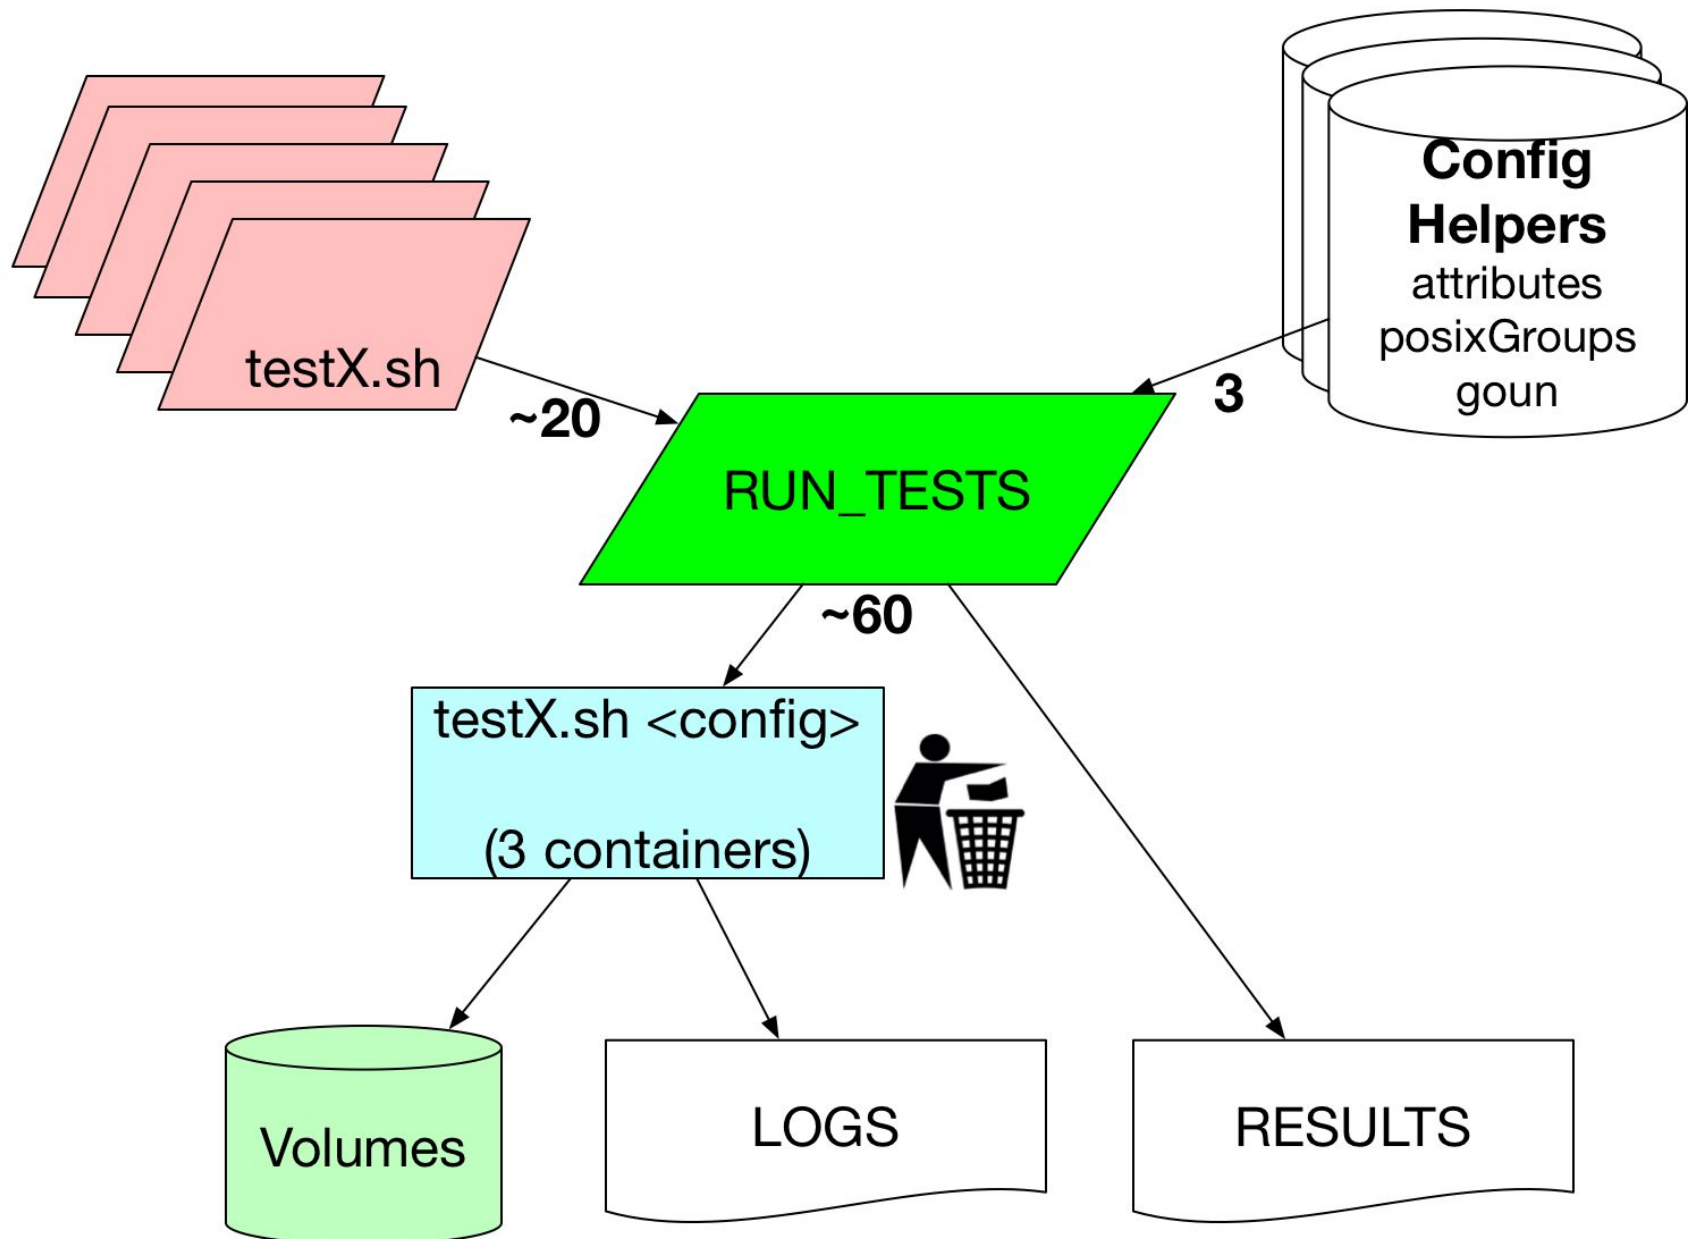 Config
Helpers
attributes
posixGroups
goun
testX.sh
~20
3
RUN_TESTS
~60
testX.sh <config>
(3 containers)
Volumes
LOGS
RESULTS